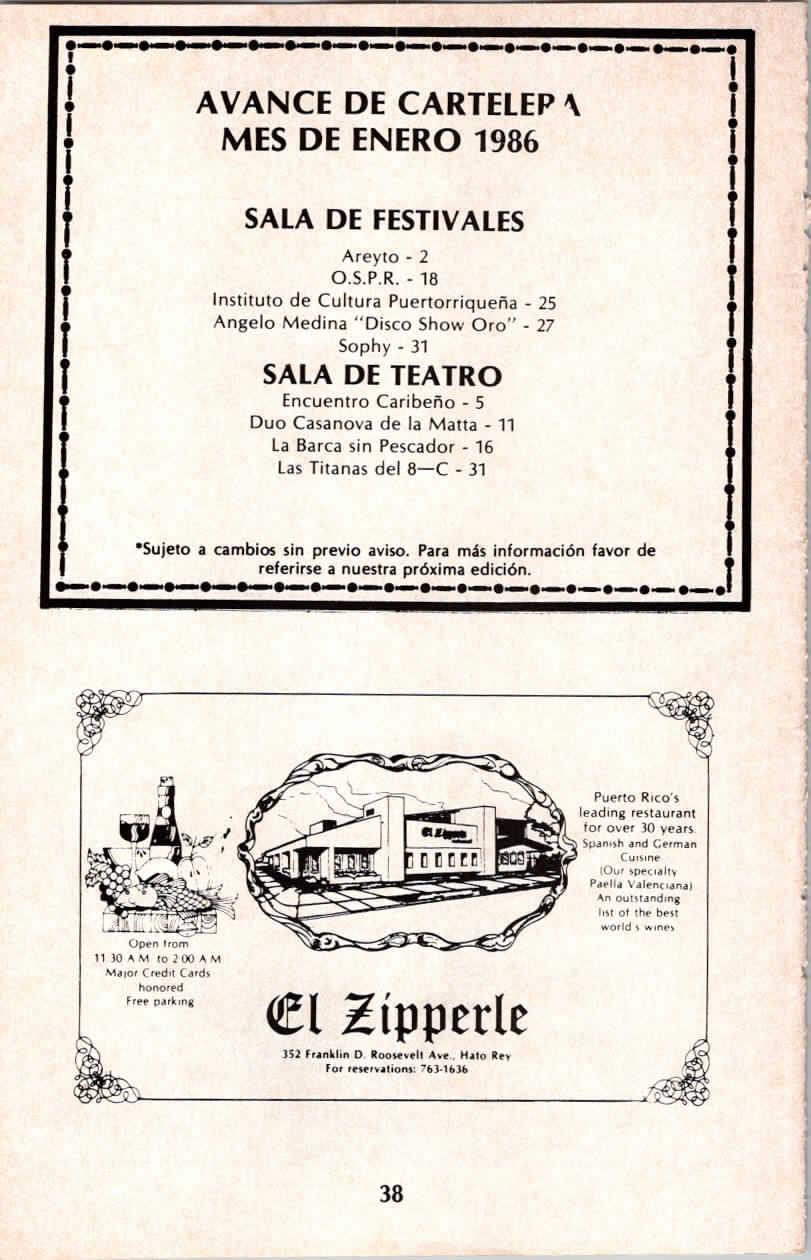 AVANCE DE CARTELERA
MES DE ENERO 1986
SALA DE FESTIVALES
Areyto - 2
O.S.P.R. - 18
Instituto de Cultura Puertorriqueña - 25
Angelo Medina "Disco Show Oro" - 27
Sophy - 31
SALA DE TEATRO
Encuentro Caribeño - 5
Duo Casanova de la Matta - 11
La Barca sin Pescador - 16
Las Titanas del 8—C - 31
*Sujeto a cambios sin previo aviso. Para más información favor de
referirse a nuestra próxima edición.
Open from
11 30 A M to 2 00 A M
Major Credit Cards
honored
Free parking
El Zipperle
Puerto Rico's
leading restaurant
for over 30 years.
Spanish and German
Cuisine
(Our specialty
Paella Valenciana)
An outstanding
list of the best
world's wines
El Zipperle
352 Franklin D. Roosevelt Ave., Hato Rey
For reservations: 763-1636
38